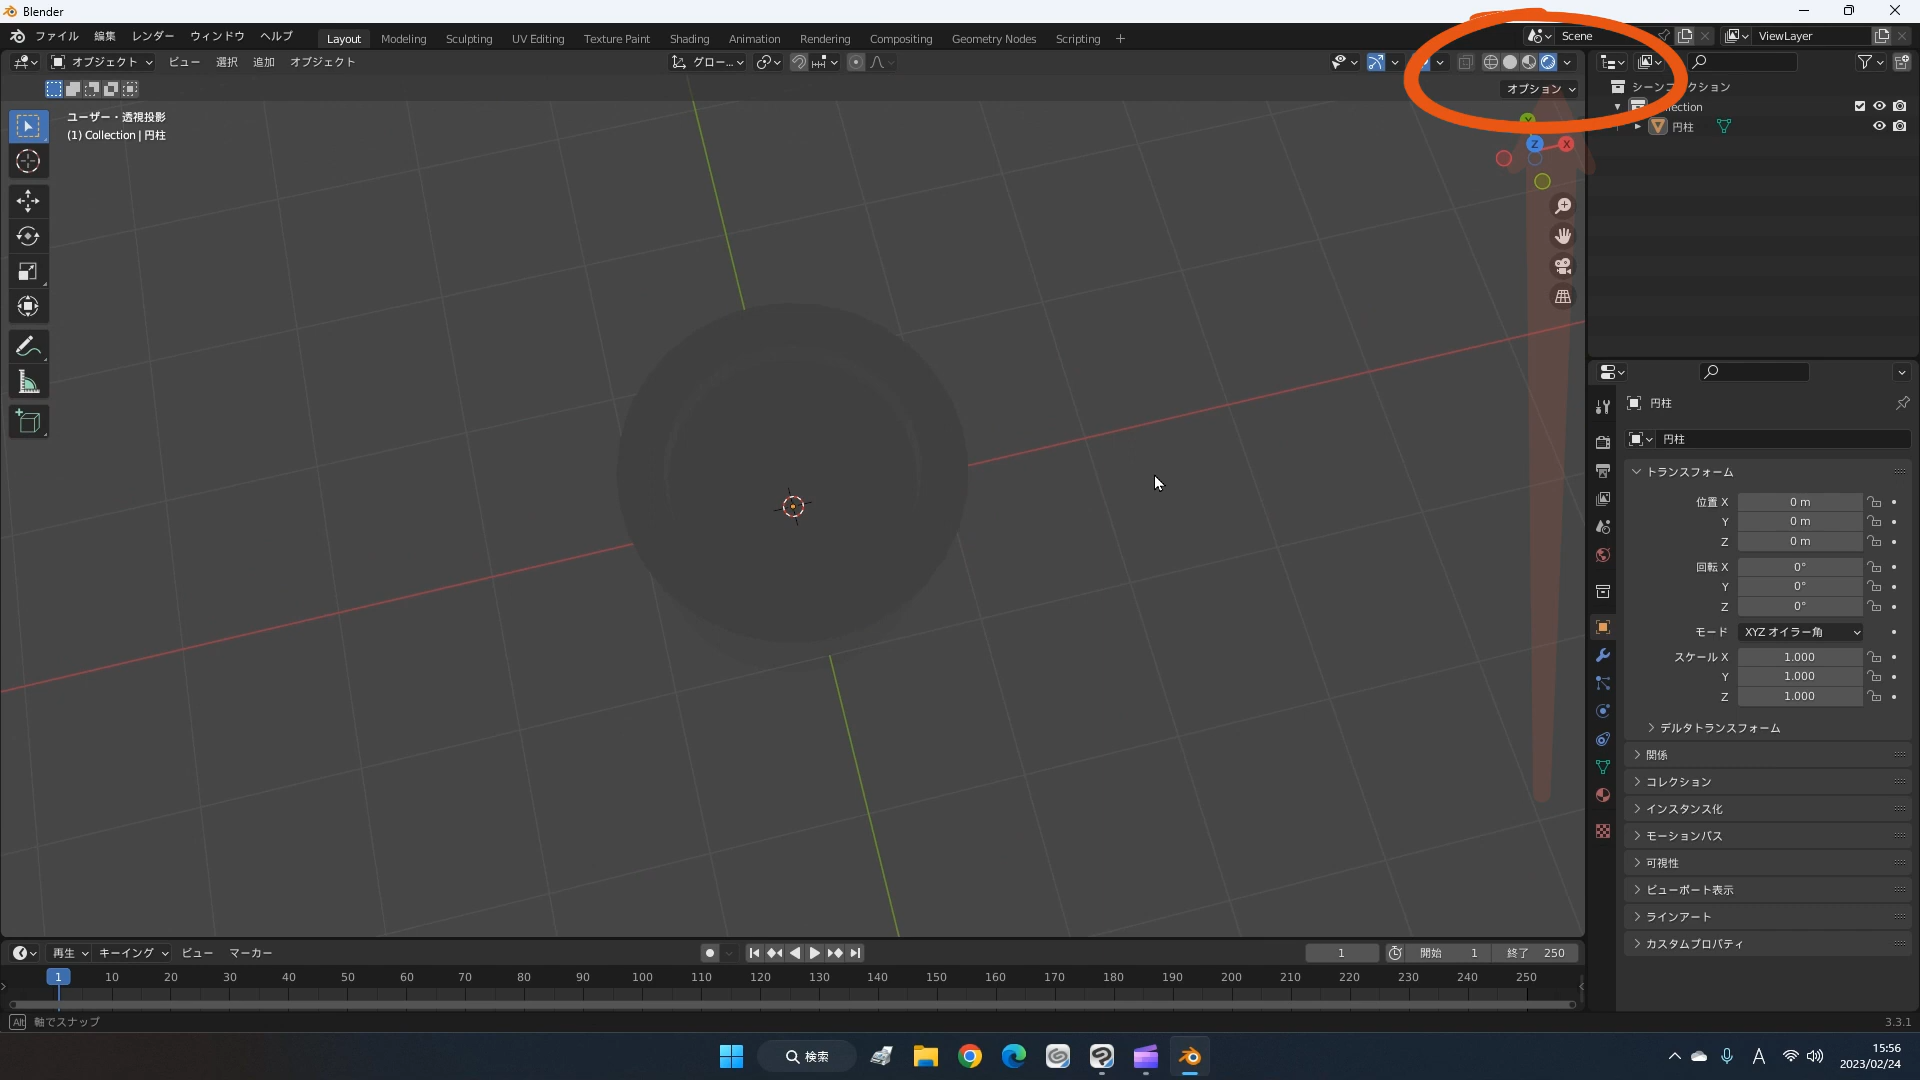 Blender
ファイル 編集 レンダー ウィンドウ ヘルプ Layout Modeling Sculpting UV Editing Texture Paint Shading Animation Rendering Compositing Geometry Nodes Scripting + Scene ViewLayer
オブジェクト ビュー 選択 追加 オブジェクト グロー...
オプション
ユーザー・透視投影
(1) Collection | 円柱
Y
Z X
円柱
円柱
円柱
トランスフォーム
位置 X 0 m
Y 0 m
Z 0 m
回転 X 0°
Y 0°
Z 0°
モード XYZ オイラー角
スケール X 1.000
Y 1.000
Z 1.000
デルタトランスフォーム
関係
コレクション
インスタンス化
モーションパス
可視性
ビューポート表示
ラインアート
カスタムプロパティ
再生 キーイング ビュー マーカー 1 開始 1 終了 250
1 10 20 30 40 50 60 70 80 90 100 110 120 130 140 150 160 170 180 190 200 210 220 230 240 250
Alt 軸でスナップ 3.3.1
検索 A 15:56
2023/02/24